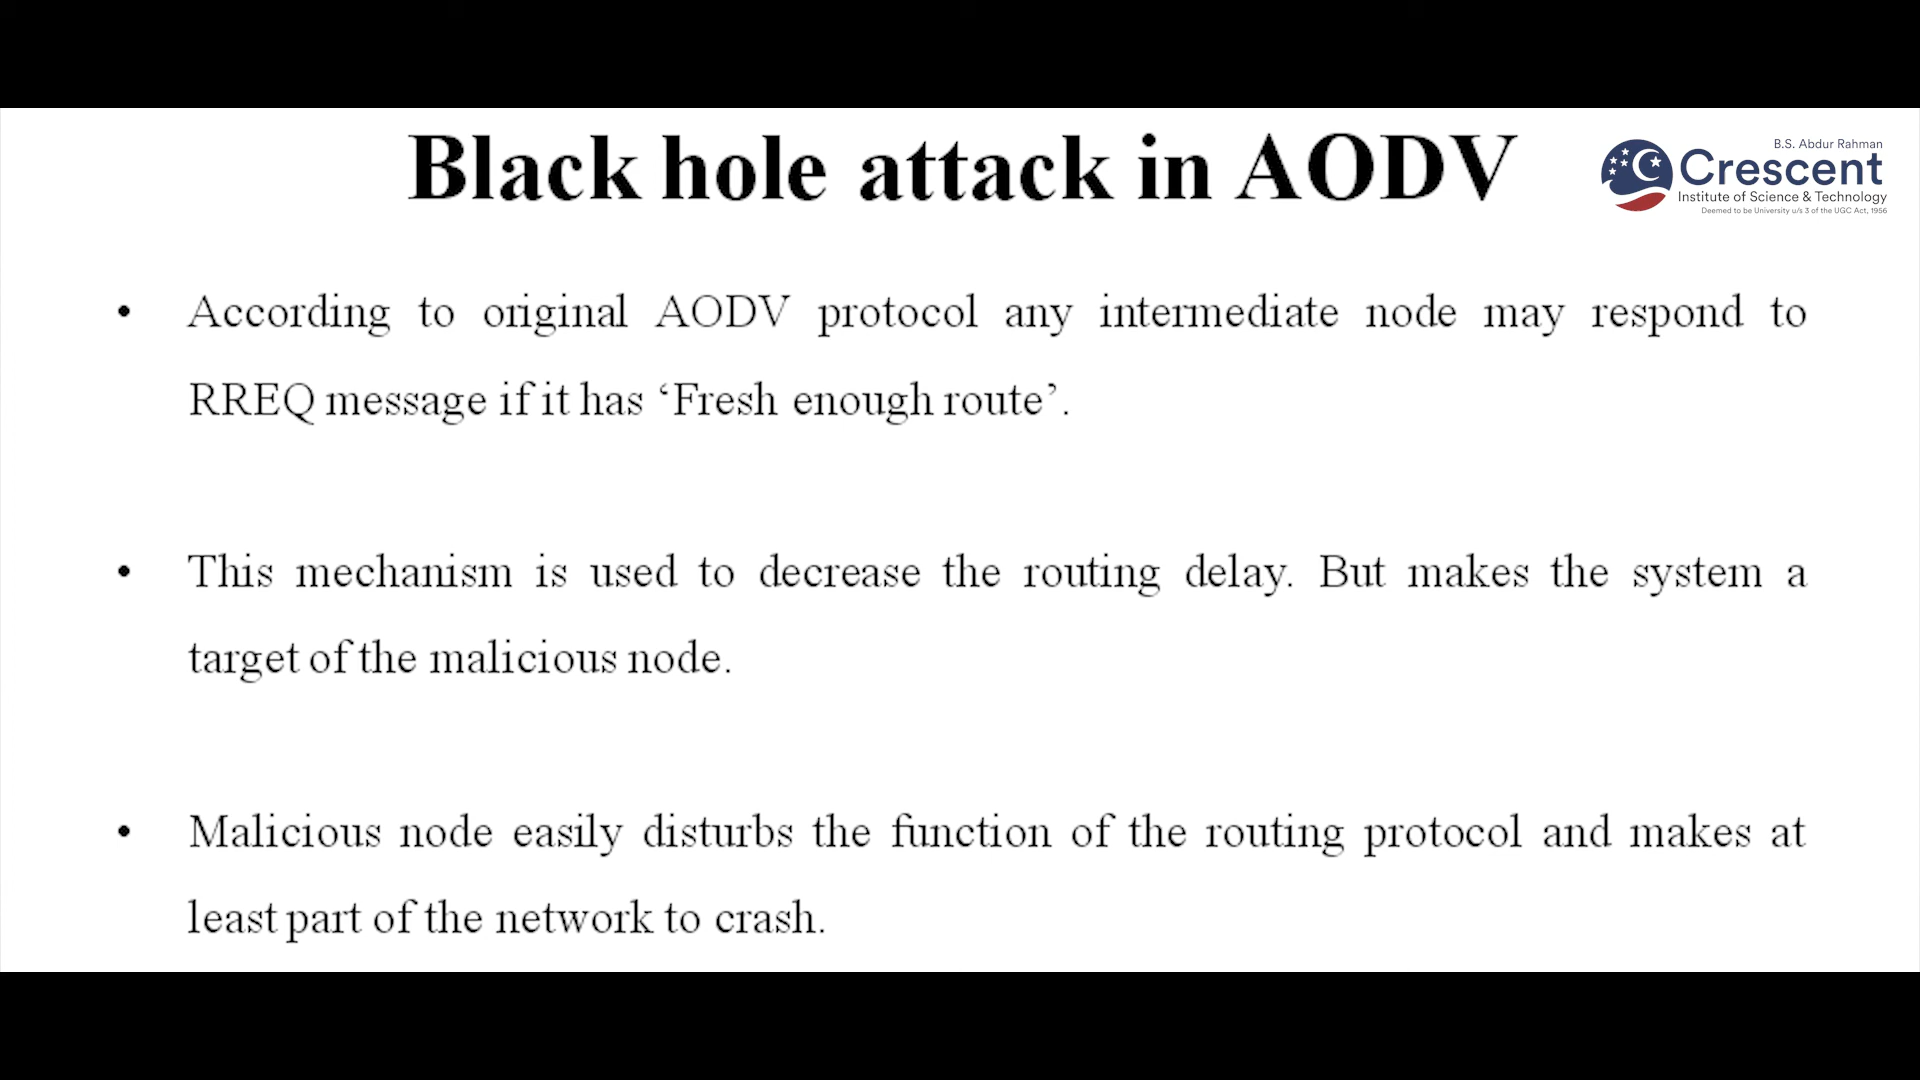 Black hole attack in AODV
B.S. Abdur Rahman
Crescent
Institute of Science & Technology
Deemed to be University u/s 3 of the UGC Act, 1956
• According to original AODV protocol any intermediate node may respond to
RREQ message if it has ‘Fresh enough route’.
• This mechanism is used to decrease the routing delay. But makes the system a
target of the malicious node.
• Malicious node easily disturbs the function of the routing protocol and makes at
least part of the network to crash.